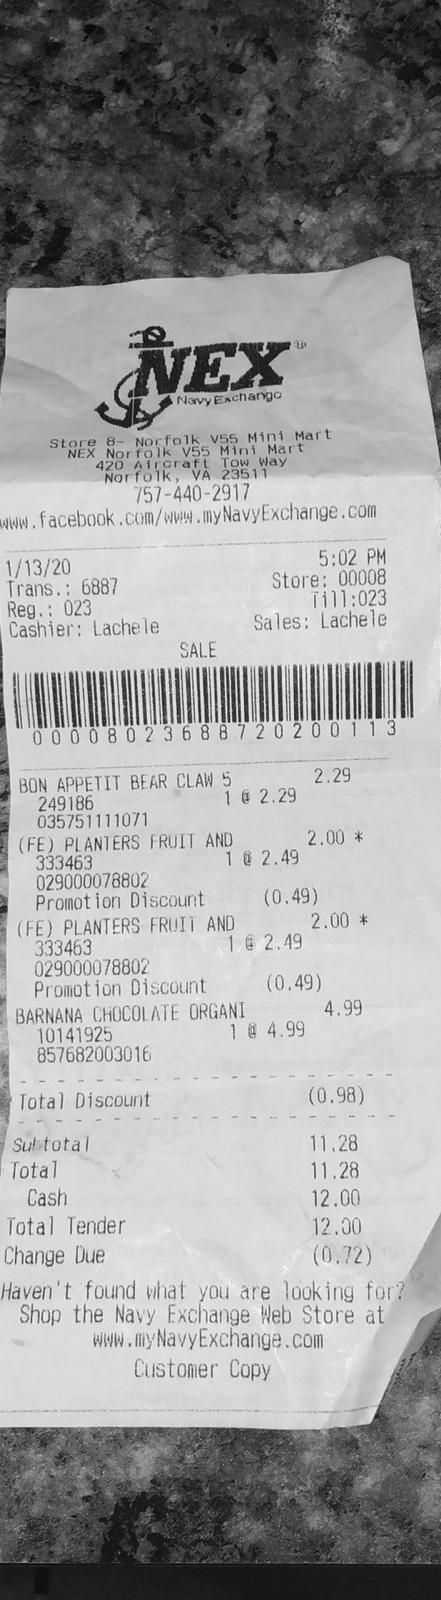 NEX®
Navy Exchange
Store 8- Norfolk V55 Mini Mart
NEX Norfolk V55 Mini Mart
420 Aircraft Tow Way
Norfolk, VA 23511
757-440-2917
www.facebook.com/www.myNavyExchange.com
1/13/20 5:02 PM
Trans.: 6887 Store: 00008
Reg.: 023 Till:023
Cashier: Lachele Sales: Lachele
SALE
00008023688720200113
BON APPETIT BEAR CLAW 5 2.29
249186 1 @ 2.29
035751111071
(FE) PLANTERS FRUIT AND 2.00 *
333463 1 @ 2.49
029000078802
Promotion Discount (0.49)
(FE) PLANTERS FRUIT AND 2.00 *
333463 1 @ 2.49
029000078802
Promotion Discount (0.49)
BARNANA CHOCOLATE ORGANI 4.99
10141925 1 @ 4.99
857682003016
Total Discount (0.98)
Subtotal 11.28
Total 11.28
Cash 12.00
Total Tender 12.00
Change Due (0.72)
Haven't found what you are looking for?
Shop the Navy Exchange Web Store at
www.myNavyExchange.com
Customer Copy